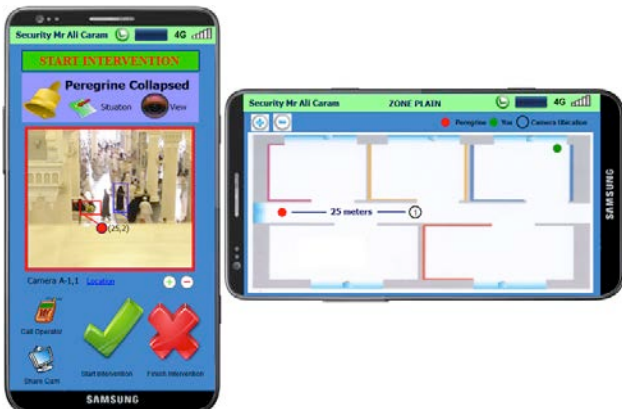 Security Mr Ali Caram 4G
START INTERVENTION
Peregrine Collapsed
Situation View
(25,2)
Camera A-1,1 Location
Call Operator
Start Intervention Finish Intervention
Share Cam
SAMSUNG
Security Mr Ali Caram ZONE PLAIN 4G
Peregrine You Camera Ubication
25 meters 1
SAMSUNG